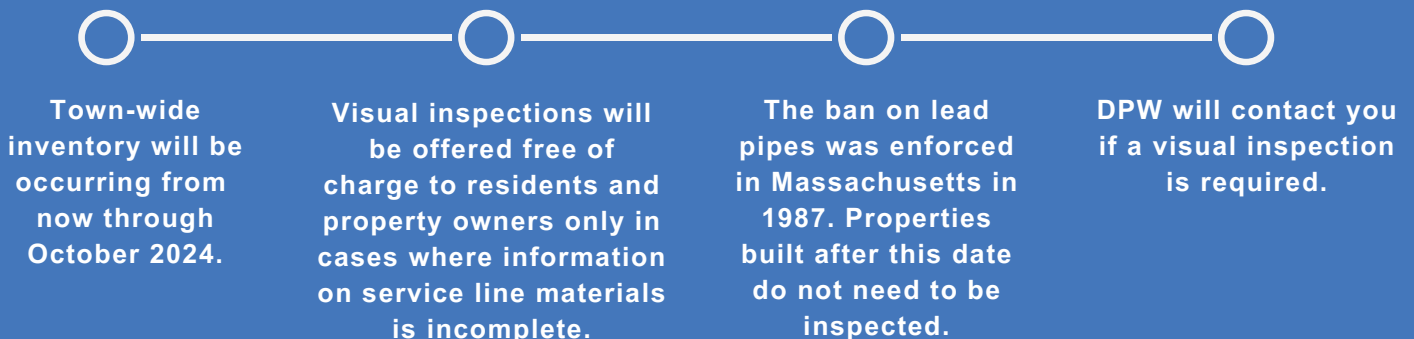 Town-wide
inventory will be
occurring from
now through
October 2024.
Visual inspections will
be offered free of
charge to residents and
property owners only in
cases where information
on service line materials
is incomplete.
The ban on lead
pipes was enforced
in Massachusetts in
1987. Properties
built after this date
do not need to be
inspected.
DPW will contact you
if a visual inspection
is required.